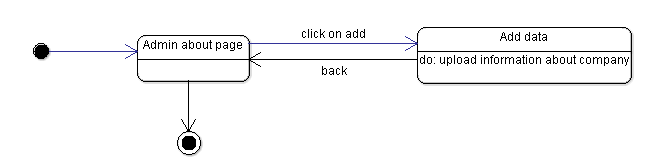 click on add
Admin about page
Add data
do: upload information about company
back